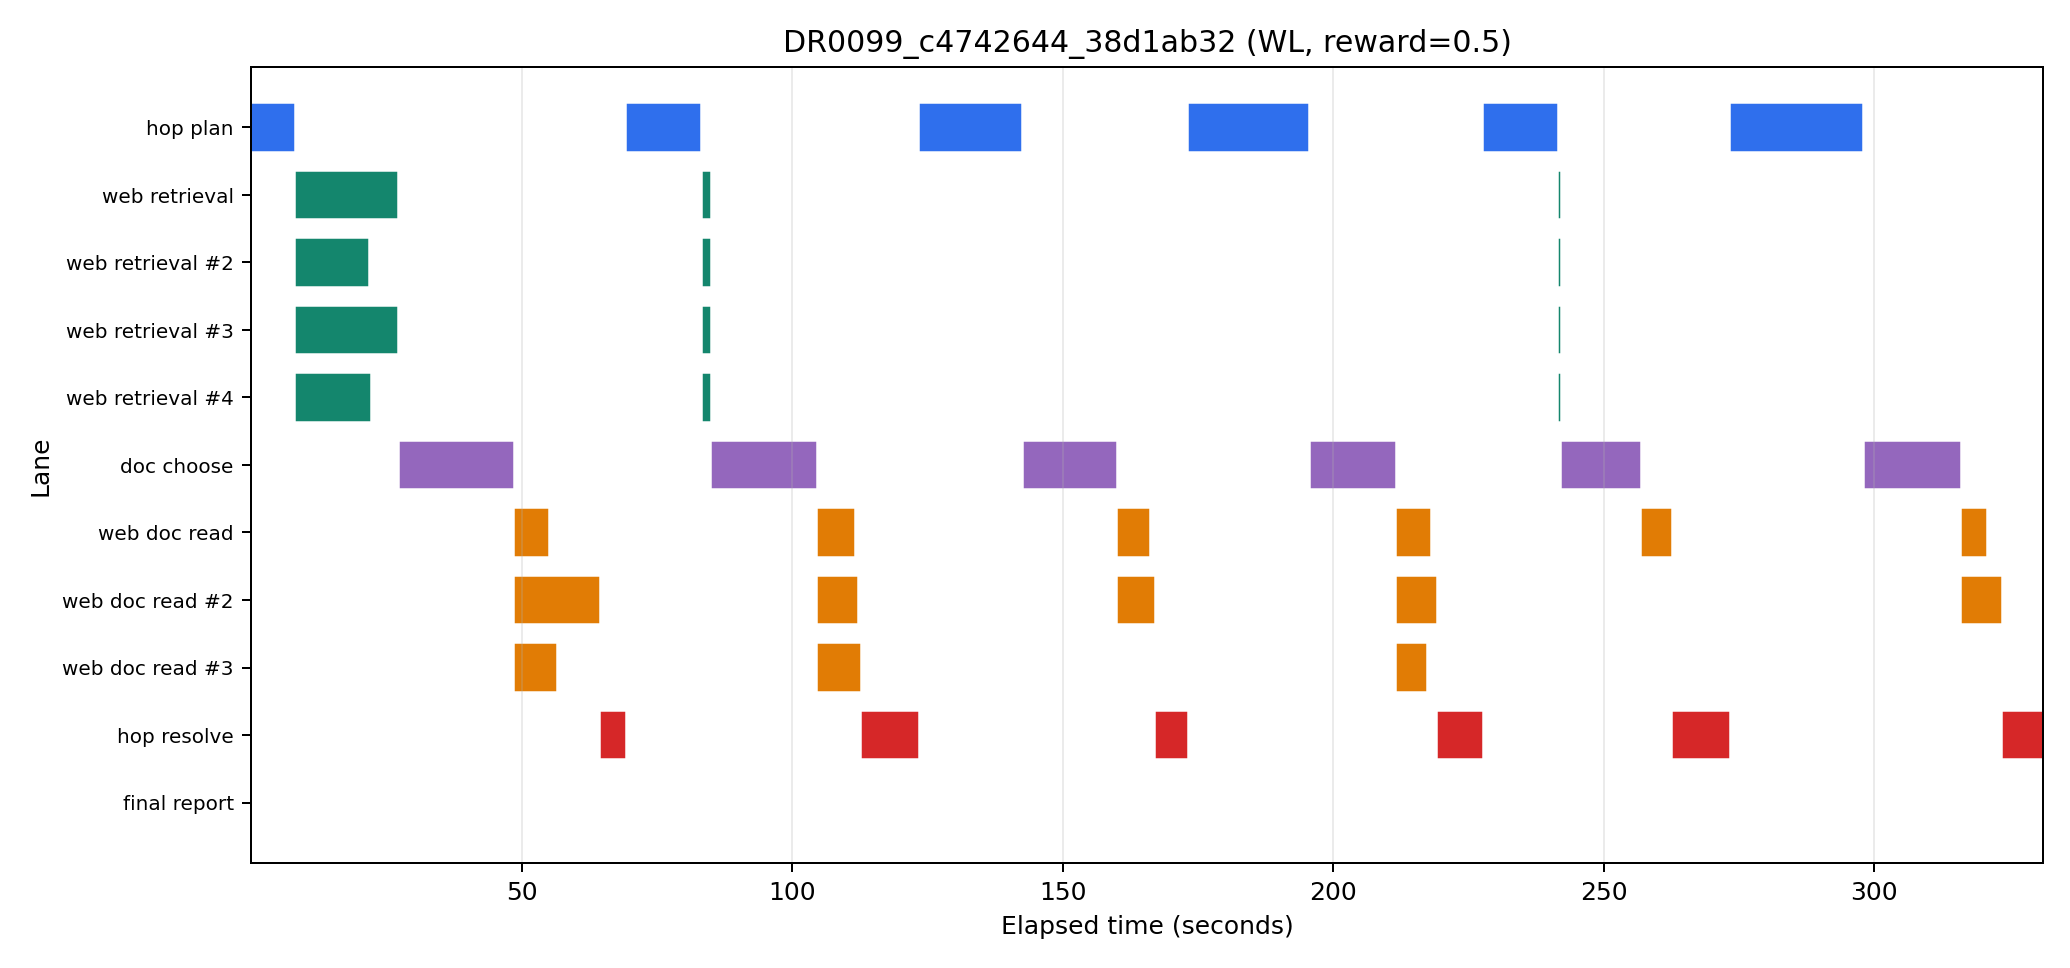 DR0099_c4742644_38d1ab32 (WL, reward=0.5)
Lane
hop plan
web retrieval
web retrieval #2
web retrieval #3
web retrieval #4
doc choose
web doc read
web doc read #2
web doc read #3
hop resolve
final report
50 100 150 200 250 300
Elapsed time (seconds)